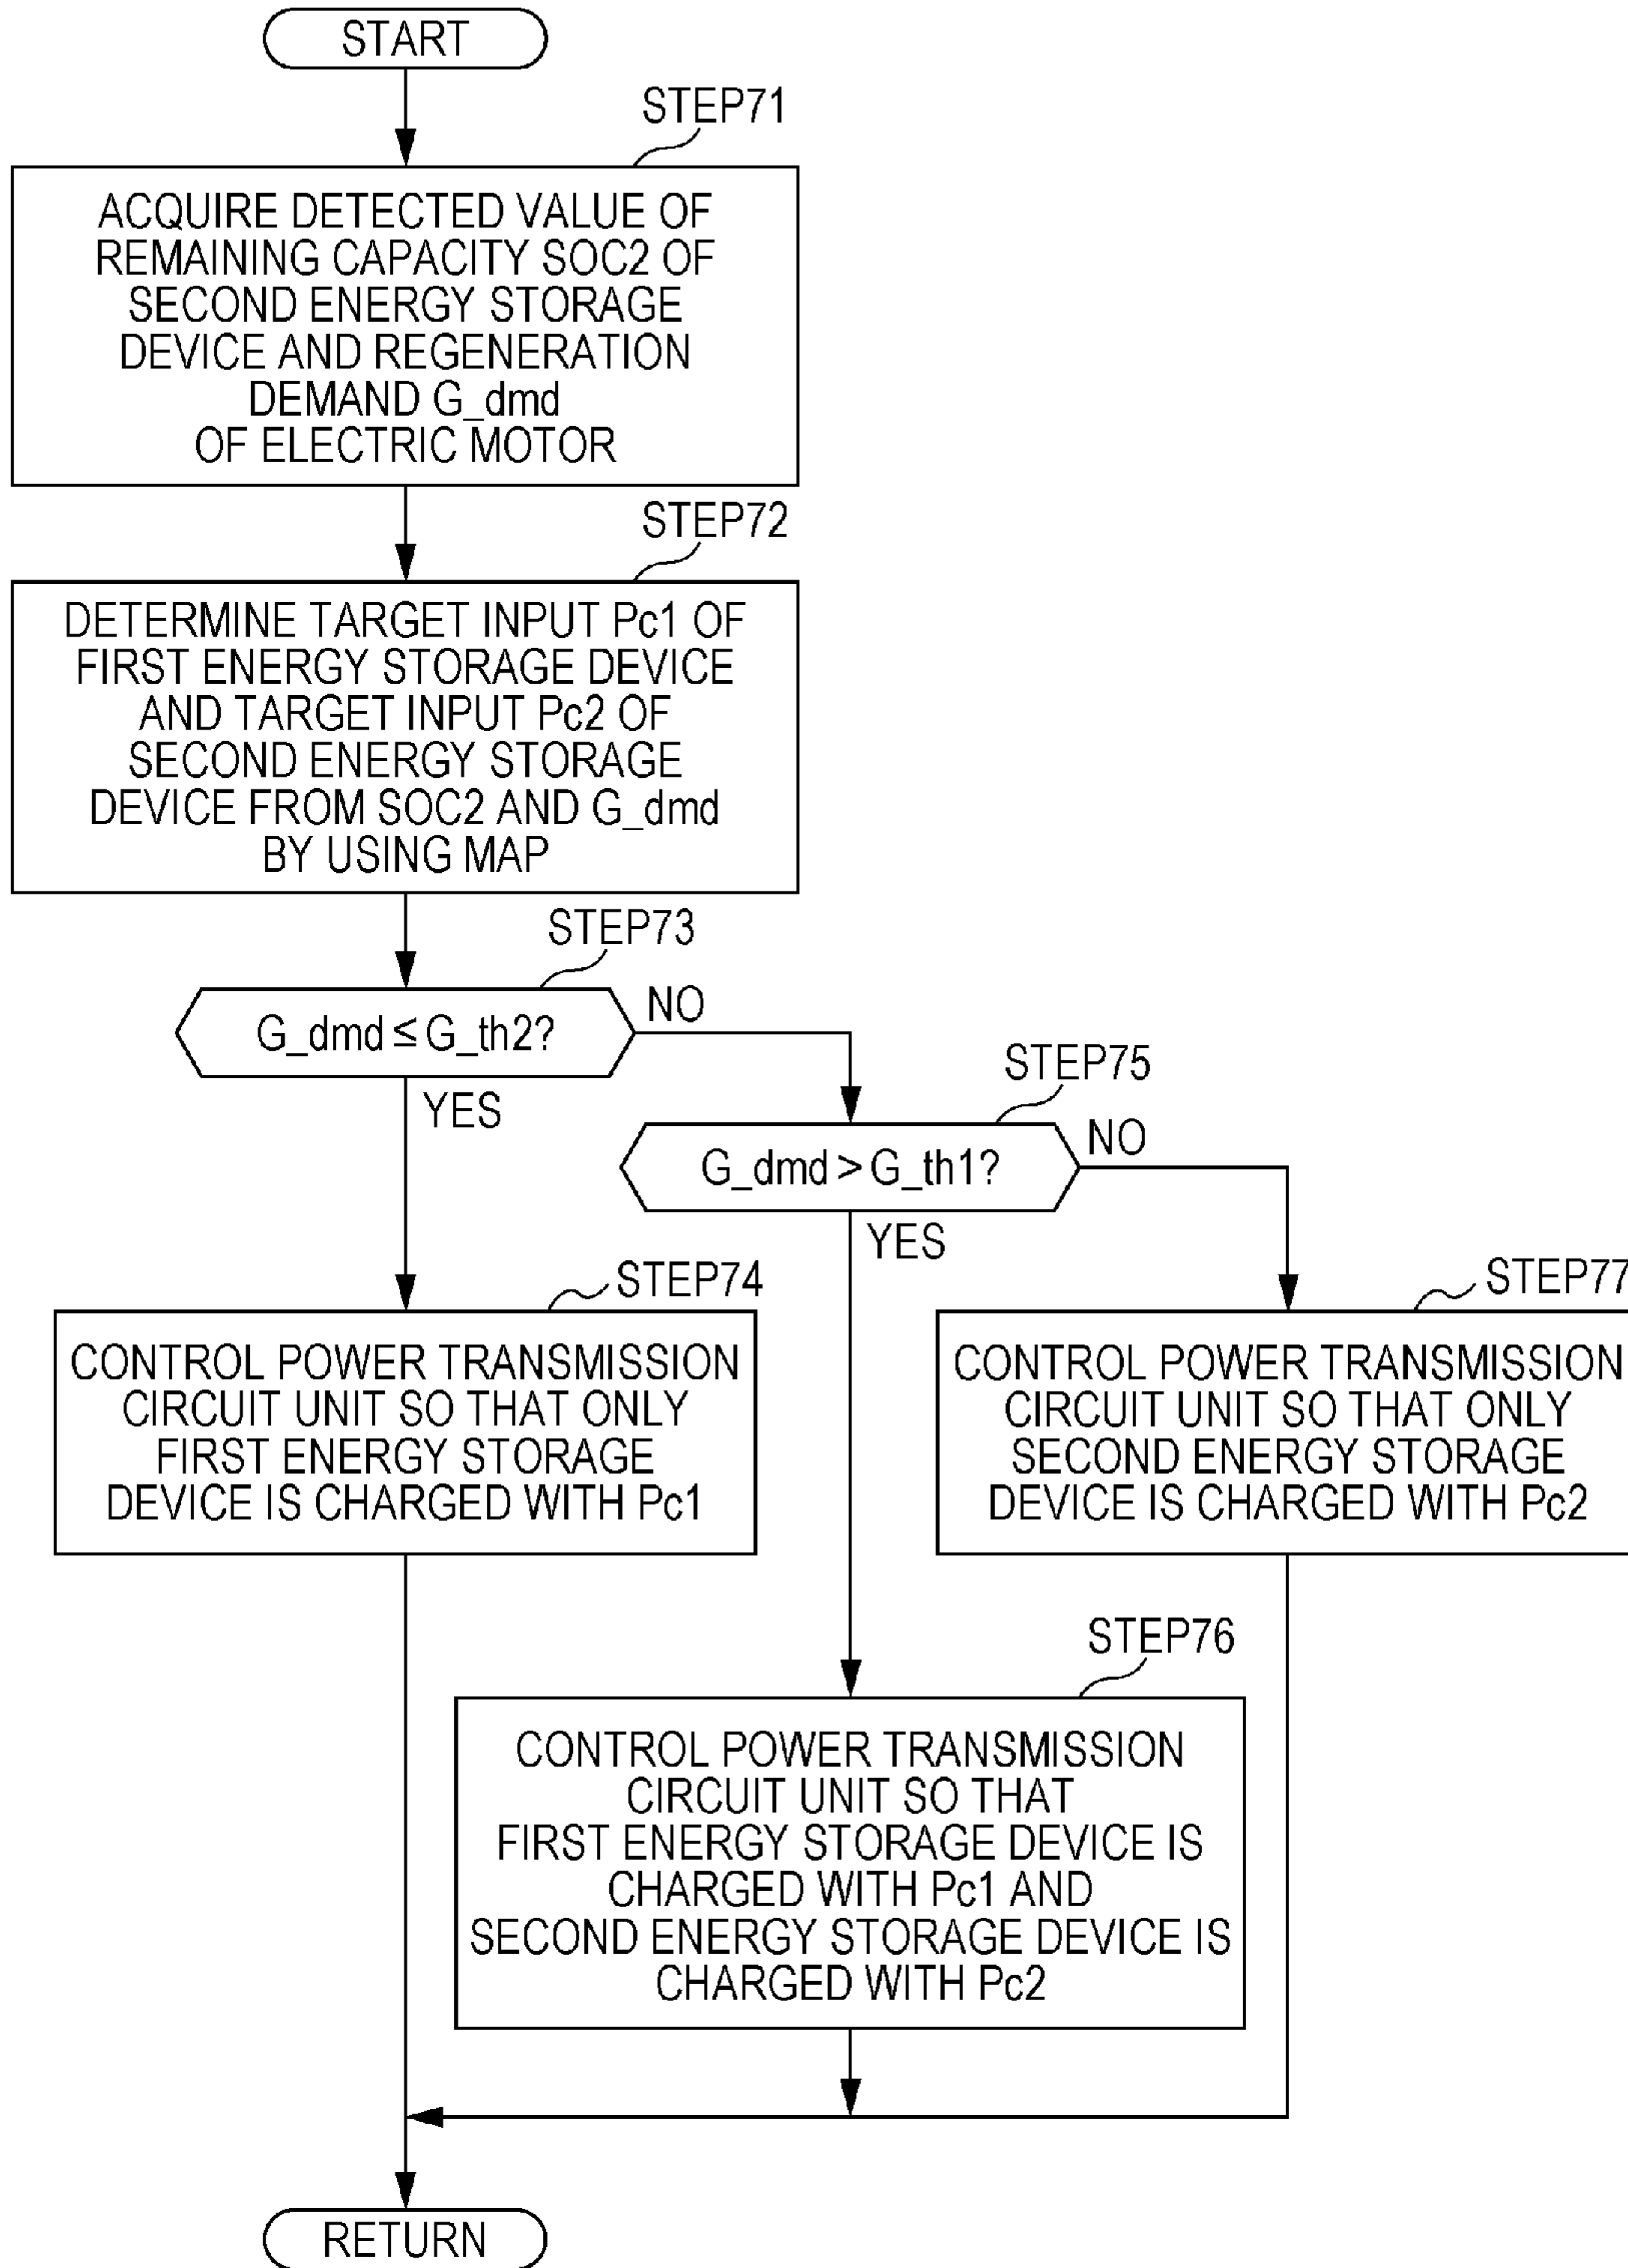 START
STEP71
ACQUIRE DETECTED VALUE OF
REMAINING CAPACITY SOC2 OF
SECOND ENERGY STORAGE
DEVICE AND REGENERATION
DEMAND G_dmd
OF ELECTRIC MOTOR
STEP72
DETERMINE TARGET INPUT Pc1 OF
FIRST ENERGY STORAGE DEVICE
AND TARGET INPUT Pc2 OF
SECOND ENERGY STORAGE
DEVICE FROM SOC2 AND G_dmd
BY USING MAP
STEP73
G_dmd ≤ G_th2?
NO
YES
STEP75
G_dmd > G_th1?
NO
YES
STEP74
CONTROL POWER TRANSMISSION
CIRCUIT UNIT SO THAT ONLY
FIRST ENERGY STORAGE
DEVICE IS CHARGED WITH Pc1
STEP77
CONTROL POWER TRANSMISSION
CIRCUIT UNIT SO THAT ONLY
SECOND ENERGY STORAGE
DEVICE IS CHARGED WITH Pc2
STEP76
CONTROL POWER TRANSMISSION
CIRCUIT UNIT SO THAT
FIRST ENERGY STORAGE DEVICE IS
CHARGED WITH Pc1 AND
SECOND ENERGY STORAGE DEVICE IS
CHARGED WITH Pc2
RETURN